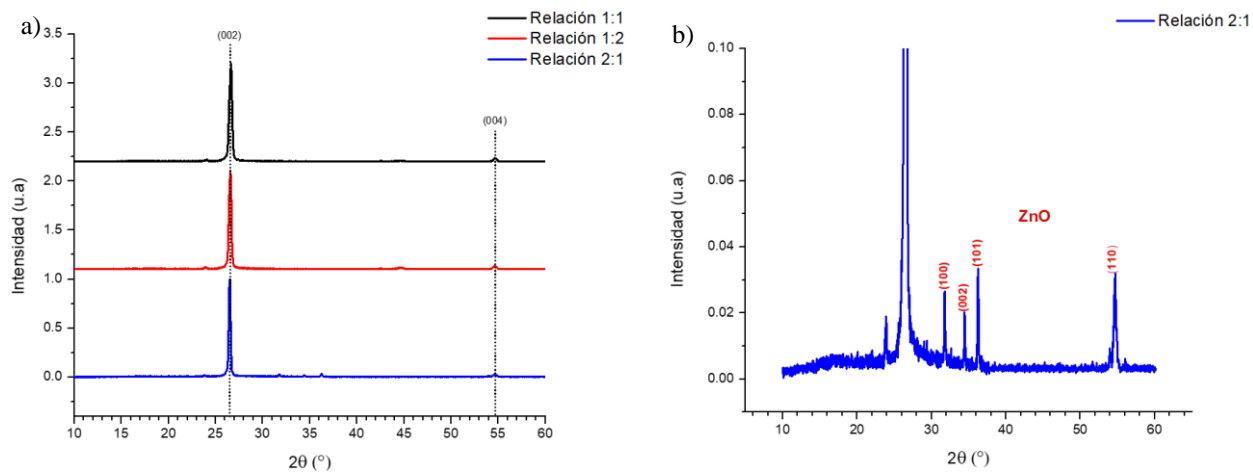 a)
Relación 1:1
Relación 1:2
Relación 2:1
(002)
(004)
3.5
3.0
2.5
2.0
1.5
1.0
0.5
0.0
Intensidad (u.a)
10 15 20 25 30 35 40 45 50 55 60
2θ (°)
b)
Relación 2:1
0.10
0.08
0.06
0.04
0.02
0.00
Intensidad (u.a)
ZnO
(100)
(002)
(101)
(110)
10 20 30 40 50 60
2θ (°)